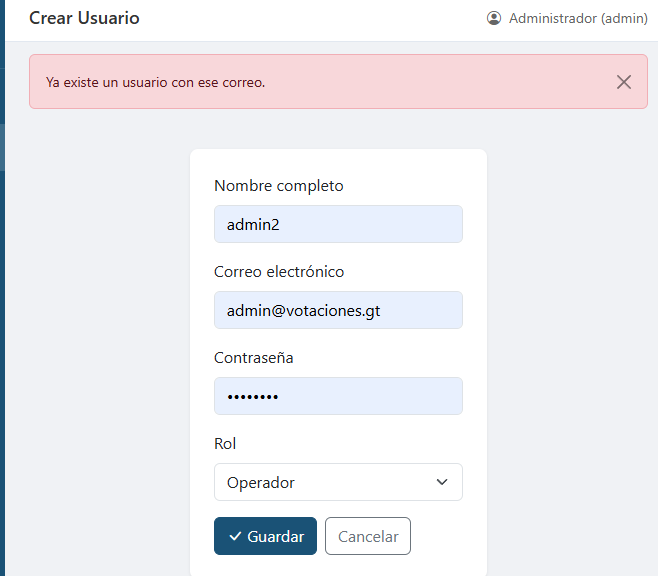 Crear Usuario
Administrador (admin)
Ya existe un usuario con ese correo.
Nombre completo
admin2
Correo electrónico
admin@votaciones.gt
Contraseña
••••••••
Rol
Operador
Guardar
Cancelar